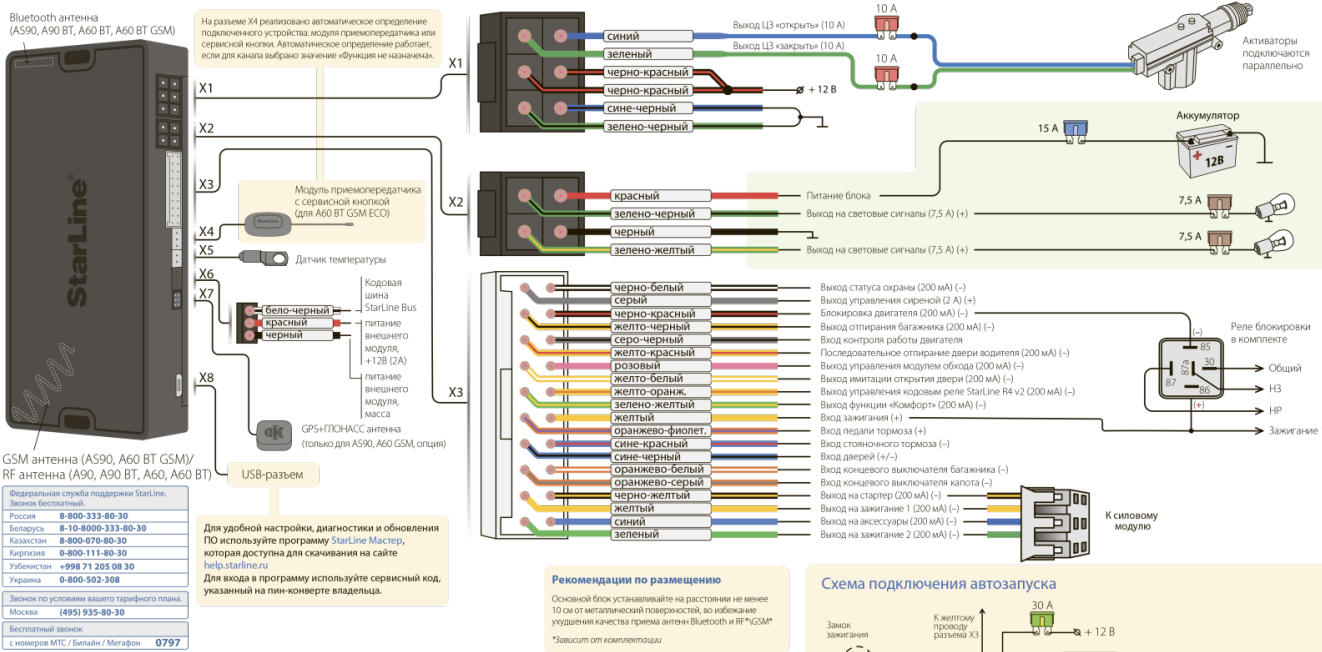 Bluetooth антенна
(AS90, A90 BT, A60 BT, A60 BT GSM)
На разъеме X4 реализовано автоматическое определение
подключенного устройства: модуля приемопередатчика или
сервисной кнопки. Автоматическое определение работает,
если для канала выбрано значение «Функция не назначена».
StarLine®
X1
X2
X3
X4
X5
X6
X7
X8
Модуль приемопередатчика
с сервисной кнопкой
(для A60 BT GSM ECO)
StarLine
Датчик температуры
бело-черный
красный
черный
Кодовая
шина
StarLine Bus
питание
внешнего
модуля,
+12В (2А)
питание
внешнего
модуля,
масса
GPS+ГЛОНАСС антенна
(только для AS90, A60 GSM, опция)
USB-разъем
GSM антенна (AS90, A60 BT GSM)/
RF антенна (A90, A90 BT, A60, A60 BT)
Федеральная служба поддержки StarLine.
Звонок бесплатный.
Россия 8-800-333-80-30
Беларусь 8-10-8000-333-80-30
Казахстан 8-800-070-80-30
Киргизия 0-800-111-80-30
Узбекистан +998 71 205 08 30
Украина 0-800-502-308
Звонок по условиям вашего тарифного плана.
Москва (495) 935-80-30
Бесплатный звонок
с номеров МТС / Билайн / Мегафон 0797
Для удобной настройки, диагностики и обновления
ПО используйте программу StarLine Мастер,
которая доступна для скачивания на сайте
help.starline.ru
Для входа в программу используйте сервисный код,
указанный на пин-конверте владельца.
X1
синий
зеленый
черно-красный
черно-красный
сине-черный
зелено-черный
Выход ЦЗ «открыть» (10 А)
Выход ЦЗ «закрыть» (10 А)
10 А
10 А
+ 12 В
Активаторы
подключаются
параллельно
X2
красный
зелено-черный
черный
зелено-желтый
Питание блока
Выход на световые сигналы (7,5 А) (+)
Выход на световые сигналы (7,5 А) (+)
15 А
Аккумулятор
12В
7,5 А
7,5 А
X3
черно-белый Выход статуса охраны (200 мА) (–)
серый Выход управления сиреной (2 А) (+)
черно-красный Блокировка двигателя (200 мА) (–)
желто-черный Выход отпирания багажника (200 мА) (–)
серо-черный Вход контроля работы двигателя
желто-красный Последовательное отпирание двери водителя (200 мА) (–)
розовый Выход управления модулем обхода (200 мА) (–)
желто-белый Выход имитации открытия двери (200 мА) (–)
желто-оранж. Выход управления кодовым реле StarLine R4 v2 (200 мА) (–)
зелено-желтый Выход функции «Комфорт» (200 мА) (–)
желтый Вход зажигания (+)
оранжево-фиолет. Вход педали тормоза (+)
сине-красный Вход стояночного тормоза (–)
сине-черный Вход дверей (+/–)
оранжево-белый Вход концевого выключателя багажника (–)
оранжево-серый Вход концевого выключателя капота (–)
черно-желтый Выход на стартер (200 мА) (–)
желтый Выход на зажигание 1 (200 мА) (–)
синий Выход на аксессуары (200 мА) (–)
зеленый Выход на зажигание 2 (200 мА) (–)
К силовому
модулю
Реле блокировки
в комплекте
(–)
85
87а
30
87
86
(+)
Общий
НЗ
НР
Зажигание
Рекомендации по размещению
Основной блок устанавливайте на расстоянии не менее
10 см от металлический поверхностей, во избежание
ухудшения качества приема антенн Bluetooth и RF*\GSM*
*Зависит от комплектации
Схема подключения автозапуска
Замок
зажигания
К желтому
проводу
разъема X3
30 А
+ 12 В